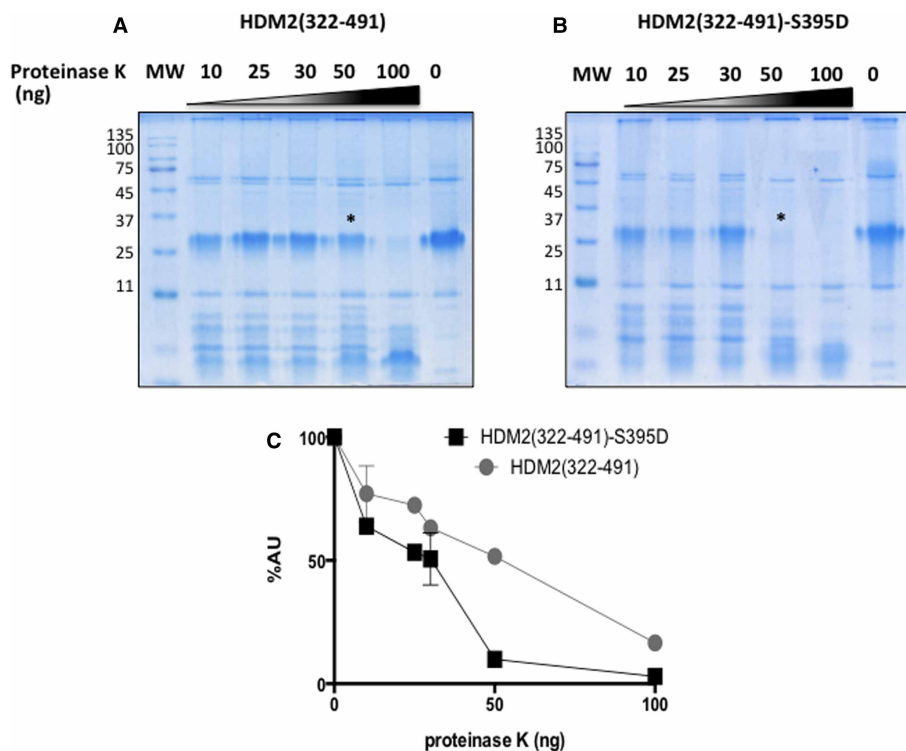 A HDM2(322-491)
Proteinase K (ng) MW 10 25 30 50 100 0
135
100
75
45
37
25
11
*
B HDM2(322-491)-S395D
MW 10 25 30 50 100 0
135
100
75
45
37
25
11
*
C
HDM2(322-491)-S395D
HDM2(322-491)
%AU
100
50
0
0 50 100
proteinase K (ng)